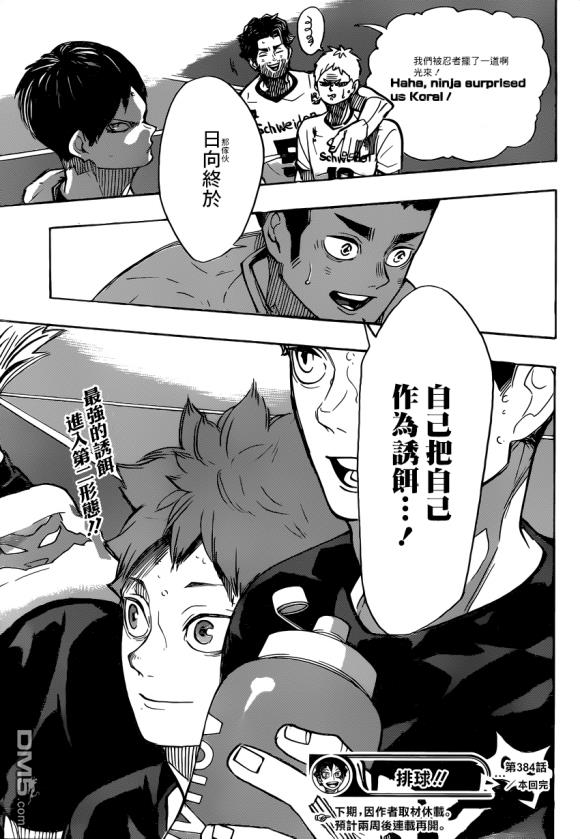 我們被忍者擺了一道啊
光來！
Haha, ninja surprised
us Korai!
Schweiden
Schweiden
那傢伙
日向終於
自己把自己
作為誘餌…！
最強的誘餌
進入第二形態!!
排球!!
…第384話
／本回完
下期，因作者取材休載。
預計兩周後連載再開。
DM5